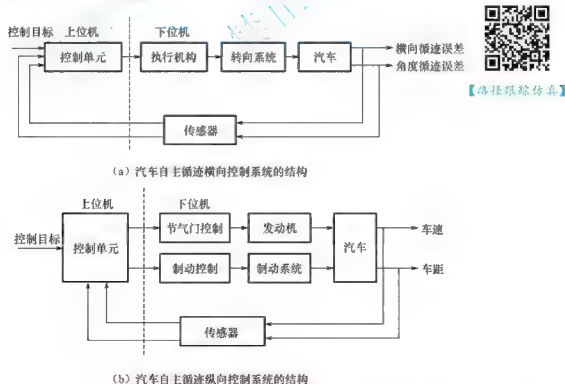 控制目标 上位机 下位机
控制单元 执行机构 转向系统 汽车
横向循迹误差
角度循迹误差
传感器
【路径跟踪仿真】
(a) 汽车自主循迹横向控制系统的结构
上位机 下位机
控制目标 控制单元
节气门控制 发动机
制动控制 制动系统
汽车
车速
车距
传感器
(b) 汽车自主循迹纵向控制系统的结构